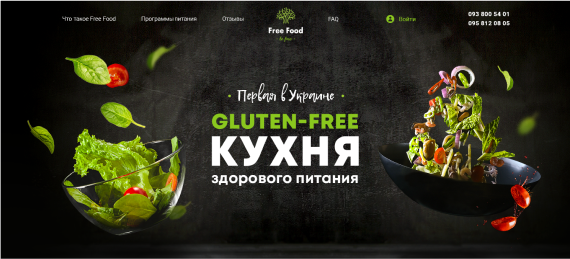 Что такое Free Food
Программы питания
Отзывы
Free Food
be free
FAQ
Войти
093 800 54 01
095 812 08 05
Первая в Украине
GLUTEN-FREE
КУХНЯ
здорового питания